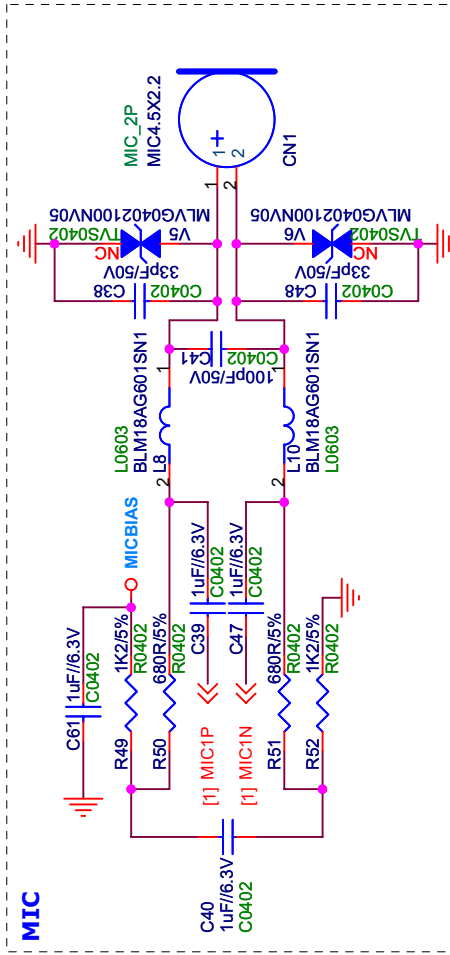 MIC
MIC_2P
MIC4.5X2.2
CN1
+
1
2
1
2
MLVG0402100NV05
TVS0402
V5
NC
33pF/50V
C0402
C38
MLVG0402100NV05
TVS0402
V6
NC
33pF/50V
C0402
C48
C41
C0402
100pF/50V
L0603
BLM18AG601SN1
L8
1
2
L10
BLM18AG601SN1
L0603
1
2
MICBIAS
C61
1uF//6.3V
C0402
R49
1K2/5%
R0402
R50
680R/5%
R0402
C39
1uF//6.3V
C0402
C47
1uF//6.3V
C0402
[1] MIC1P
[1] MIC1N
R51
680R/5%
R0402
R52
1K2/5%
R0402
C40
1uF//6.3V
C0402